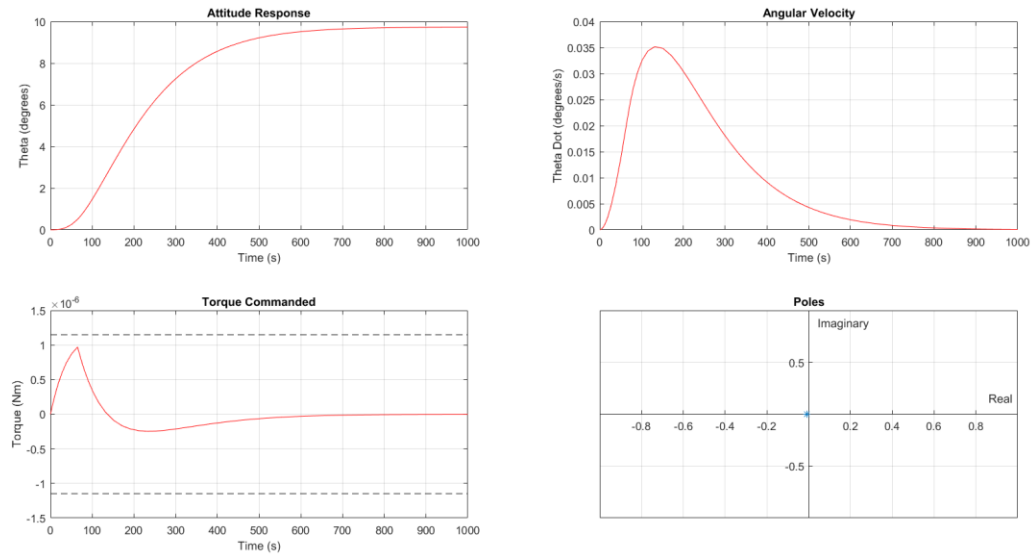 Attitude Response
Theta (degrees)
10
8
6
4
2
0
0 100 200 300 400 500 600 700 800 900 1000
Time (s)
Angular Velocity
Theta Dot (degrees/s)
0.04
0.035
0.03
0.025
0.02
0.015
0.01
0.005
0
0 100 200 300 400 500 600 700 800 900 1000
Time (s)
Torque Commanded
× 10^-6
Torque (Nm)
1.5
1
0.5
0
-0.5
-1
-1.5
0 100 200 300 400 500 600 700 800 900 1000
Time (s)
Poles
Imaginary
0.5
Real
-0.8 -0.6 -0.4 -0.2 0.2 0.4 0.6 0.8
-0.5